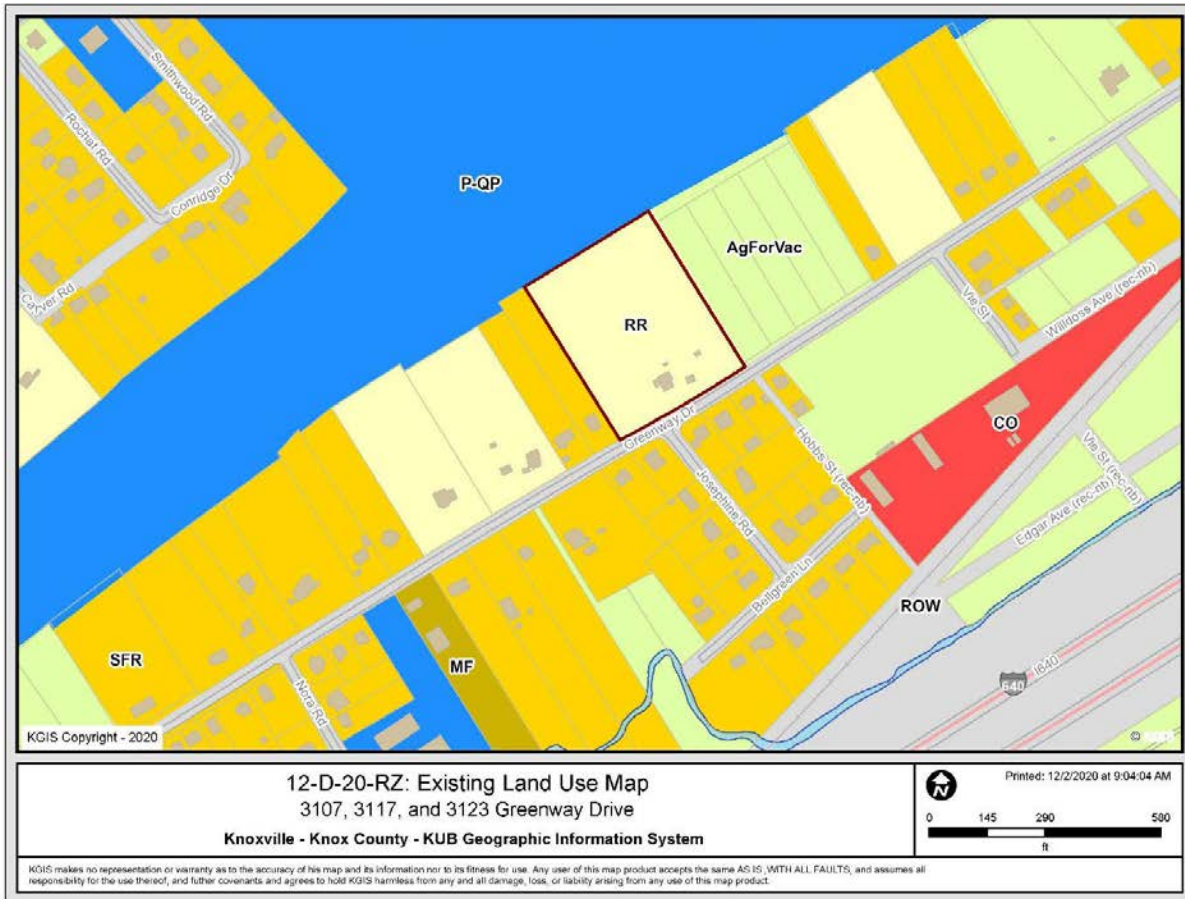 Smithwood Rd
Rochat Rd
Conridge Dr
P-QP
AgForVac
Vie St
Willdoss Ave (rec-nb)
RR
CO
Greenway Dr
Hobbs St (rec-nb)
Vie St (rec-nb)
Edgar Ave (rec-nb)
Josephine Rd
Bellgreen Ln
ROW
SFR
MF
Nora Rd
640
I640
KGIS Copyright - 2020
12-D-20-RZ: Existing Land Use Map
3107, 3117, and 3123 Greenway Drive
Knoxville - Knox County - KUB Geographic Information System
N
Printed: 12/2/2020 at 9:04:04 AM
0 145 290 580
ft
KGIS makes no representation or warranty as to the accuracy of his map and its information nor to its fitness for use. Any user of this map product accepts the same AS IS ,WITH ALL FAULTS, and assumes all
responsibility for the use thereof, and futher covenants and agrees to hold KGIS harmless from any and all damage, loss, or liability arising from any use of this map product.